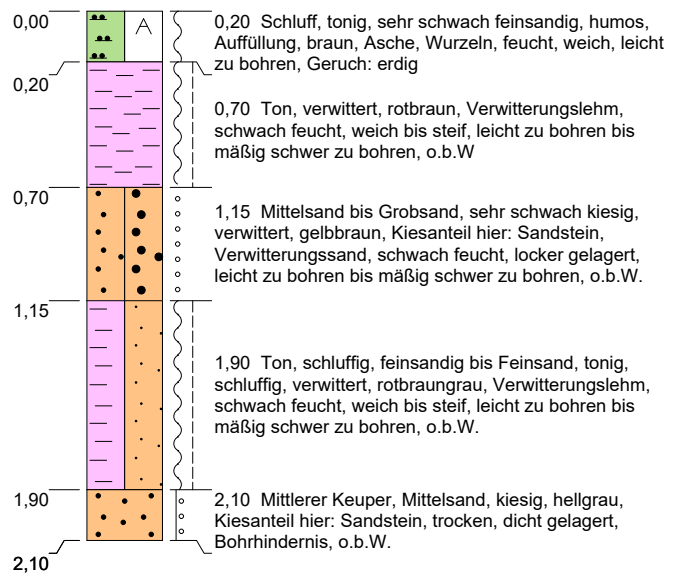 0,00
A
0,20 Schluff, tonig, sehr schwach feinsandig, humos,
Auffüllung, braun, Asche, Wurzeln, feucht, weich, leicht
zu bohren, Geruch: erdig
0,20
0,70 Ton, verwittert, rotbraun, Verwitterungslehm,
schwach feucht, weich bis steif, leicht zu bohren bis
mäßig schwer zu bohren, o.b.W
0,70
1,15 Mittelsand bis Grobsand, sehr schwach kiesig,
verwittert, gelbbraun, Kiesanteil hier: Sandstein,
Verwitterungssand, schwach feucht, locker gelagert,
leicht zu bohren bis mäßig schwer zu bohren, o.b.W.
1,15
1,90 Ton, schluffig, feinsandig bis Feinsand, tonig,
schluffig, verwittert, rotbraungrau, Verwitterungslehm,
schwach feucht, weich bis steif, leicht zu bohren bis
mäßig schwer zu bohren, o.b.W.
1,90
2,10 Mittlerer Keuper, Mittelsand, kiesig, hellgrau,
Kiesanteil hier: Sandstein, trocken, dicht gelagert,
Bohrhindernis, o.b.W.
2,10